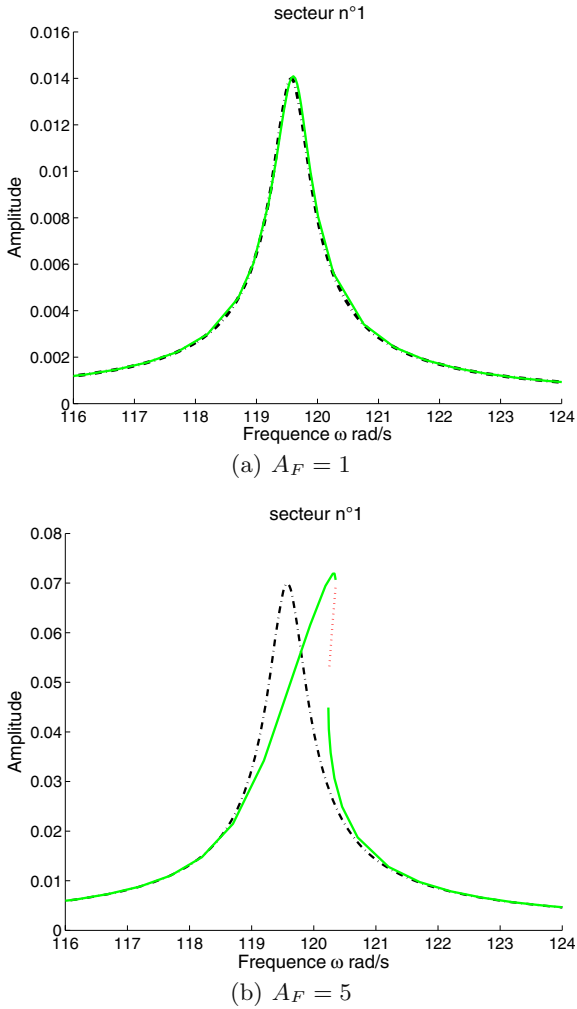 secteur n°1
0.016
0.014
0.012
0.01
0.008
0.006
0.004
0.002
0
Amplitude
116 117 118 119 120 121 122 123 124
Frequence ω rad/s
(a) A_F = 1
secteur n°1
0.08
0.07
0.06
0.05
0.04
0.03
0.02
0.01
0
Amplitude
116 117 118 119 120 121 122 123 124
Frequence ω rad/s
(b) A_F = 5